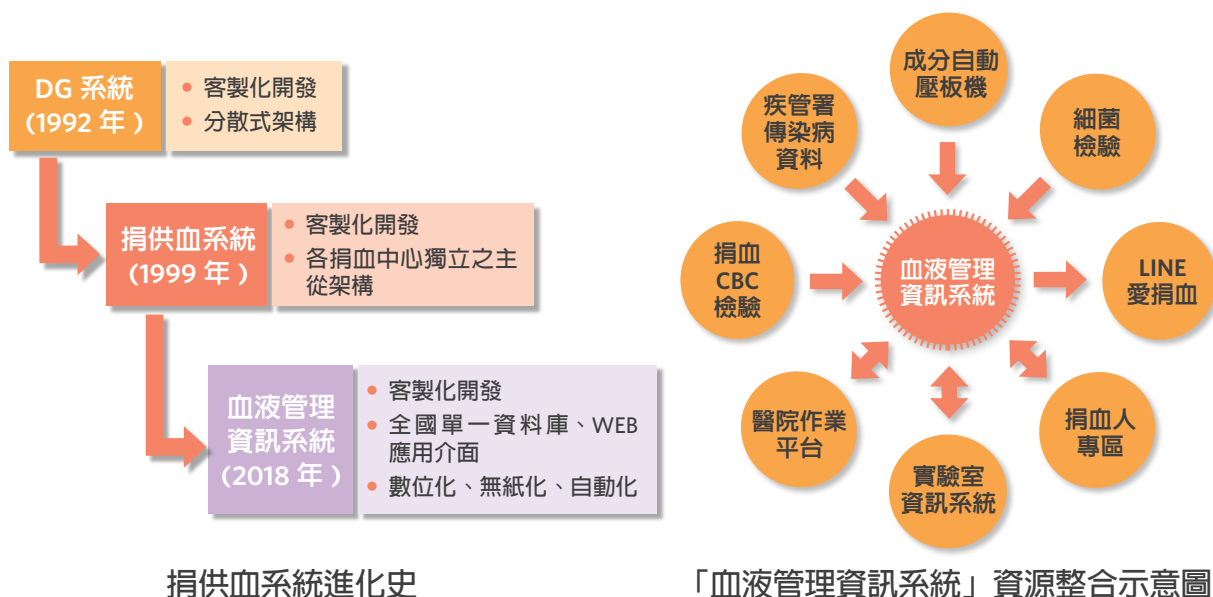 DG 系統
(1992 年 )
• 客製化開發
• 分散式架構
捐供血系統
(1999 年 )
• 客製化開發
• 各捐血中心獨立之主
從架構
血液管理
資訊系統
(2018 年 )
• 客製化開發
• 全國單一資料庫、WEB
應用介面
• 數位化、無紙化、自動化
捐供血系統進化史
成分自動
壓板機
細菌
檢驗
LINE
愛捐血
捐血人
專區
實驗室
資訊系統
醫院作業
平台
捐血
CBC
檢驗
疾管署
傳染病
資料
血液管理
資訊系統
「血液管理資訊系統」資源整合示意圖